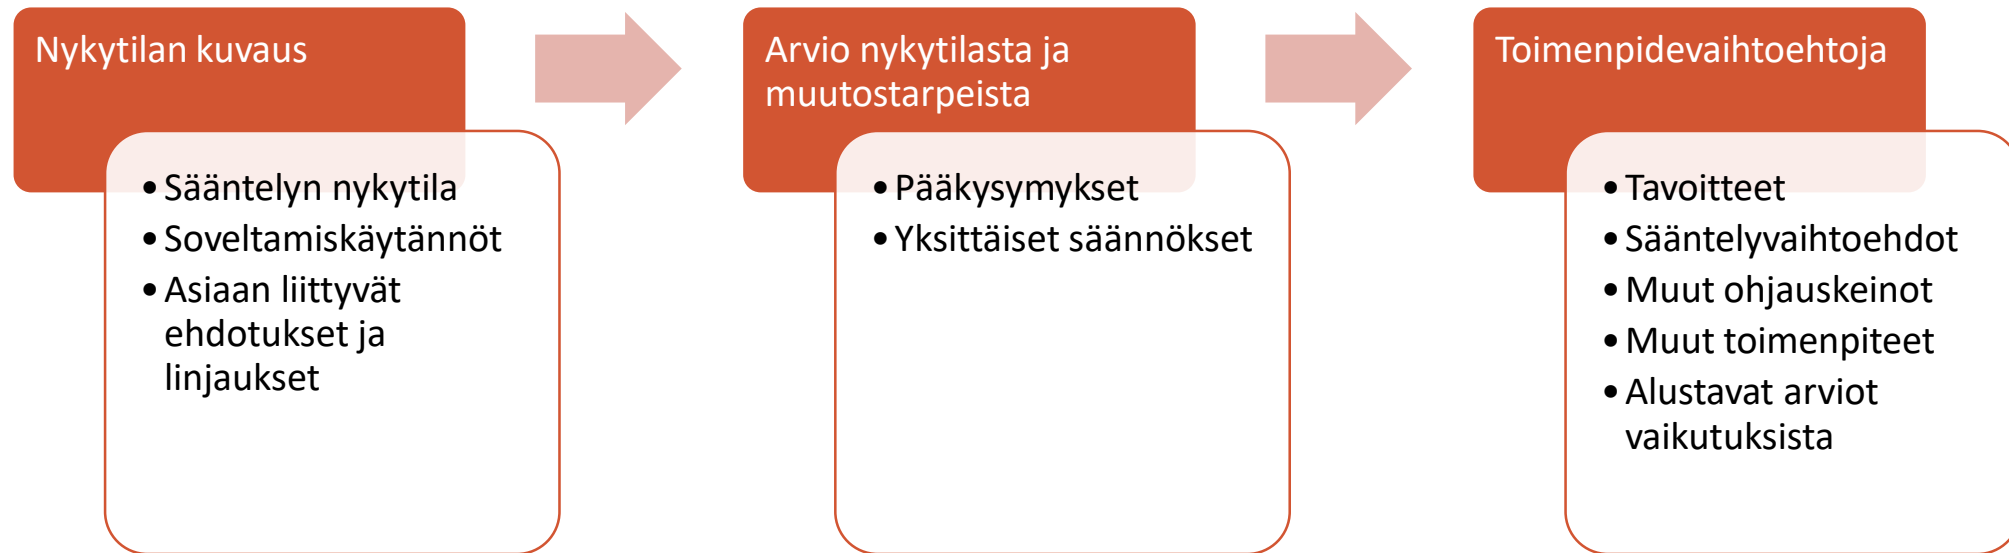 Nykytilan kuvaus
• Sääntelyn nykytila
• Soveltamiskäytännöt
• Asiaan liittyvät
ehdotukset ja
linjaukset
Arvio nykytilasta ja
muutostarpeista
• Pääkysymykset
• Yksittäiset säännökset
Toimenpidevaihtoehtoja
• Tavoitteet
• Sääntelyvaihtoehdot
• Muut ohjauskeinot
• Muut toimenpiteet
• Alustavat arviot
vaikutuksista